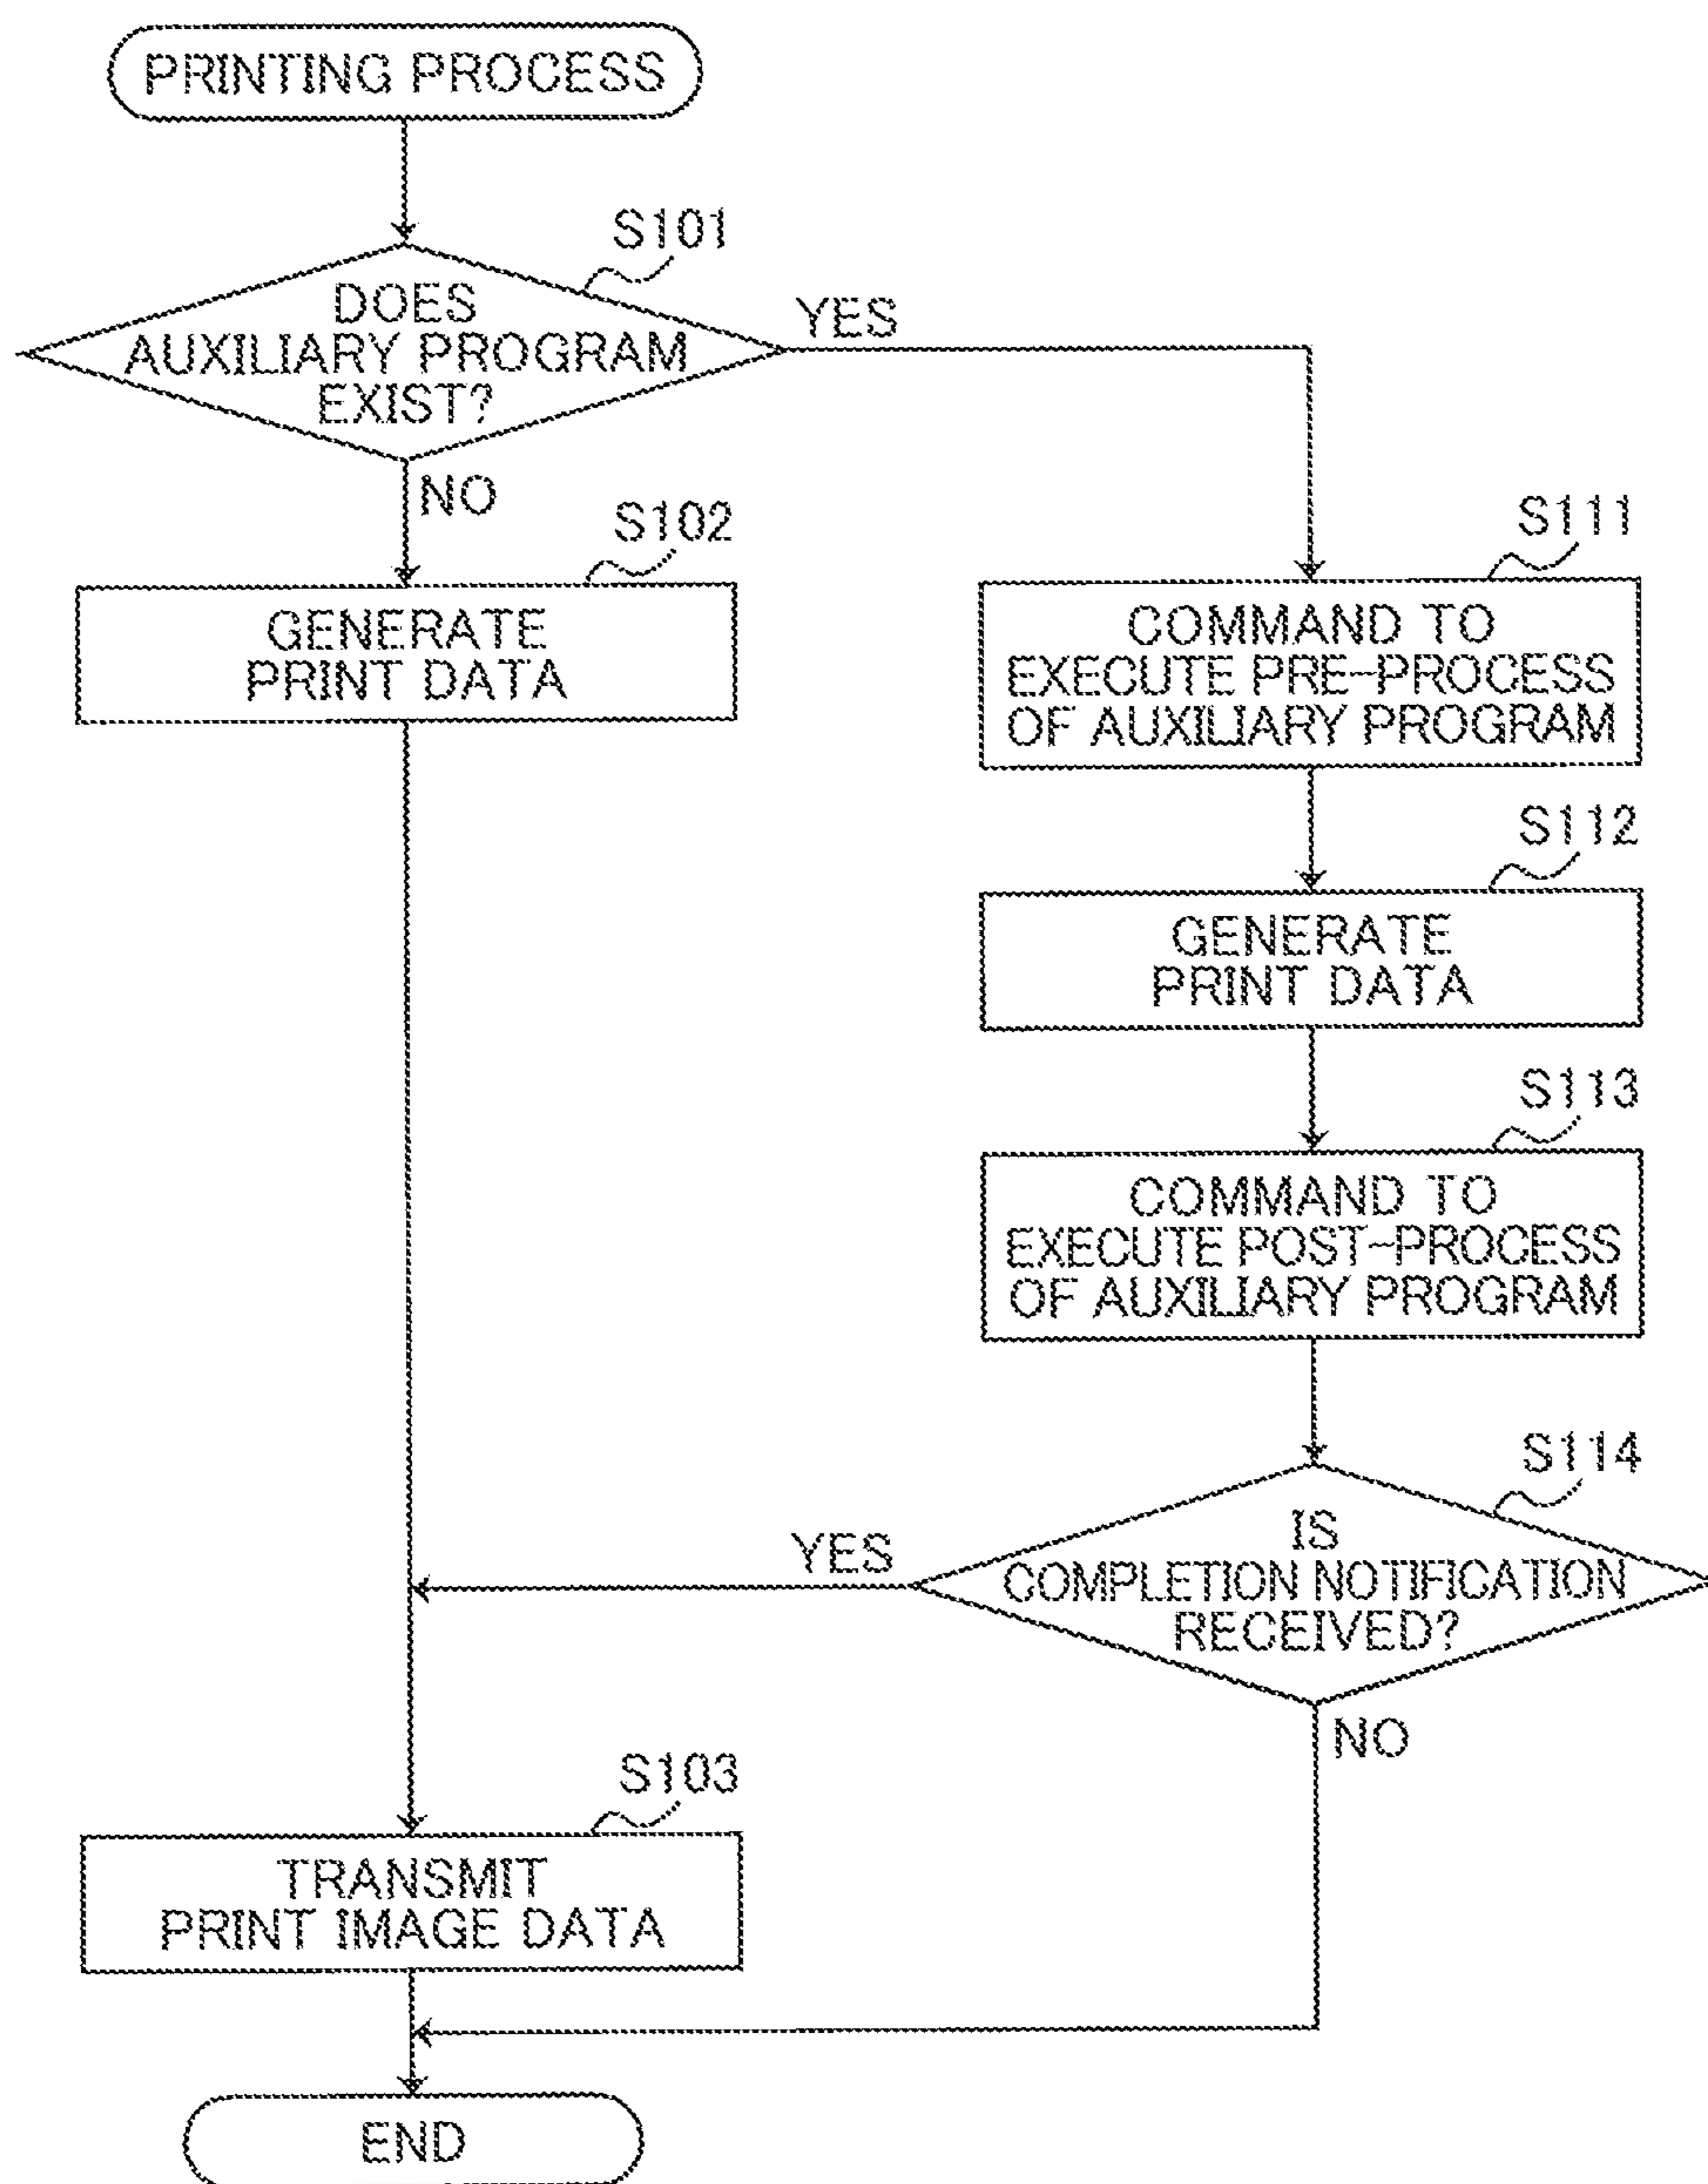 PRINTING PROCESS
S101
DOES
AUXILIARY PROGRAM
EXIST?
YES
NO
S102
GENERATE
PRINT DATA
S111
COMMAND TO
EXECUTE PRE-PROCESS
OF AUXILIARY PROGRAM
S112
GENERATE
PRINT DATA
S113
COMMAND TO
EXECUTE POST-PROCESS
OF AUXILIARY PROGRAM
S114
IS
COMPLETION NOTIFICATION
RECEIVED?
YES
NO
S103
TRANSMIT
PRINT IMAGE DATA
END